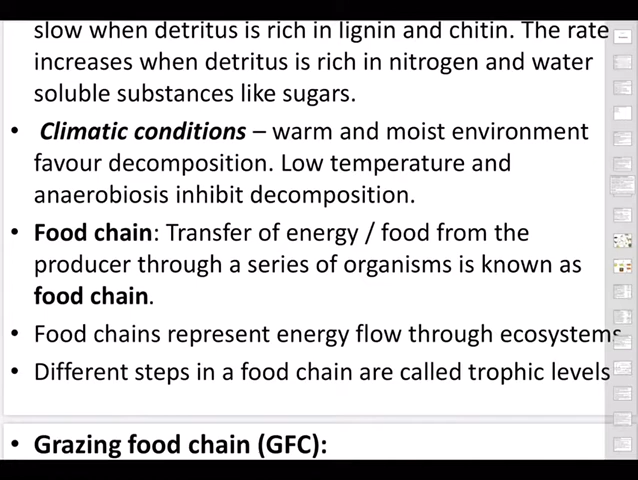 slow when detritus is rich in lignin and chitin. The rate
increases when detritus is rich in nitrogen and water
soluble substances like sugars.
• Climatic conditions – warm and moist environment
favour decomposition. Low temperature and
anaerobiosis inhibit decomposition.
• Food chain: Transfer of energy / food from the
producer through a series of organisms is known as
food chain.
• Food chains represent energy flow through ecosystems
• Different steps in a food chain are called trophic levels
• Grazing food chain (GFC):